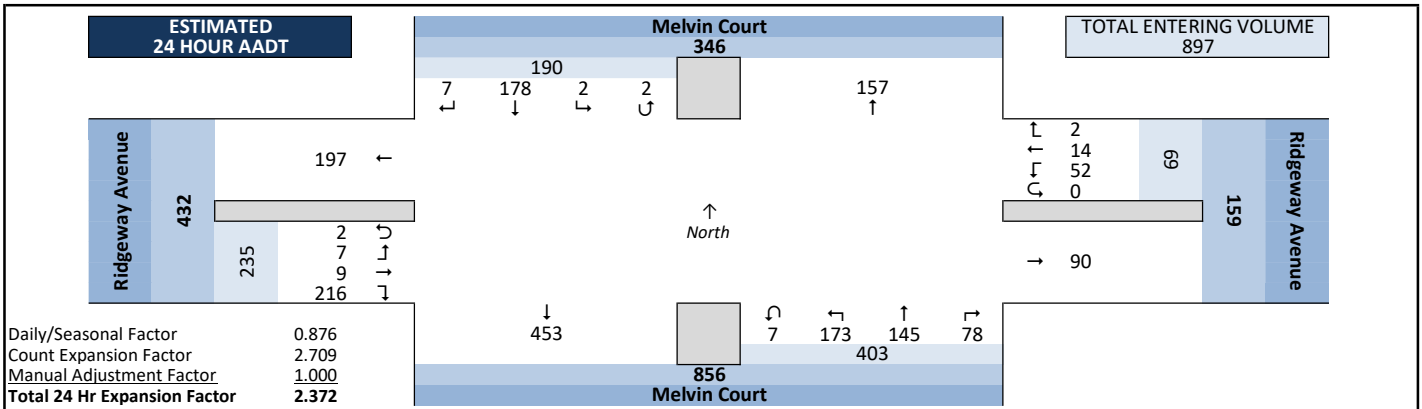 ESTIMATED
24 HOUR AADT
Melvin Court
346
TOTAL ENTERING VOLUME
897
190
7 178 2 2
↵ ↓ ↳ ↺
157
↑
Ridgeway Avenue
432
197 ←
235
2 ⮌
7 ↱
9 →
216 ↴
↑
North
↑ 2
← 14
↓ 52
⮎ 0
69
159
Ridgeway Avenue
→ 90
↓
453
7 173 145 78
403
856
Melvin Court
Daily/Seasonal Factor 0.876
Count Expansion Factor 2.709
Manual Adjustment Factor 1.000
Total 24 Hr Expansion Factor 2.372